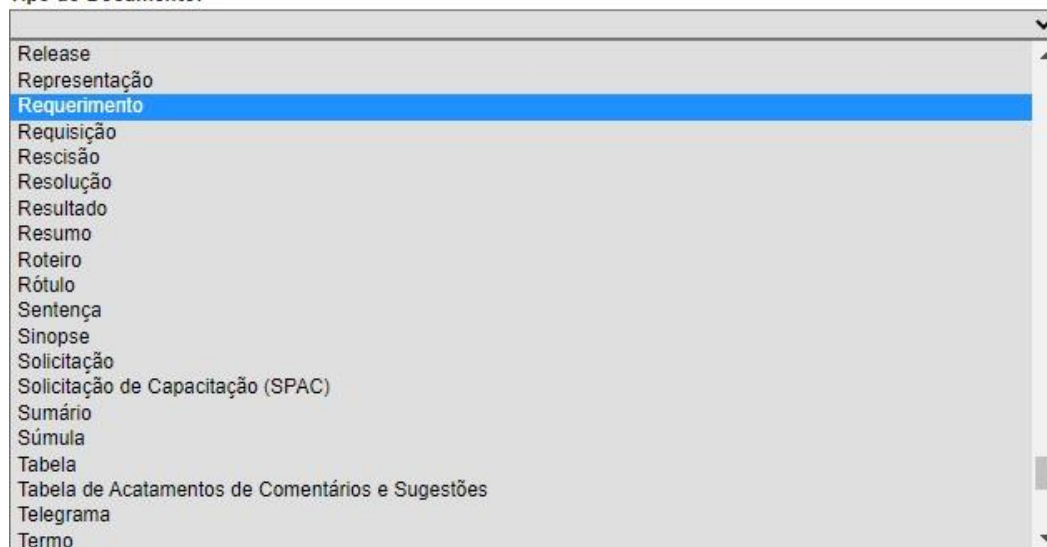 Release
Representação
Requerimento
Requisição
Rescisão
Resolução
Resultado
Resumo
Roteiro
Rótulo
Sentença
Sinopse
Solicitação
Solicitação de Capacitação (SPAC)
Sumário
Súmula
Tabela
Tabela de Acatamentos de Comentários e Sugestões
Telegrama
Termo